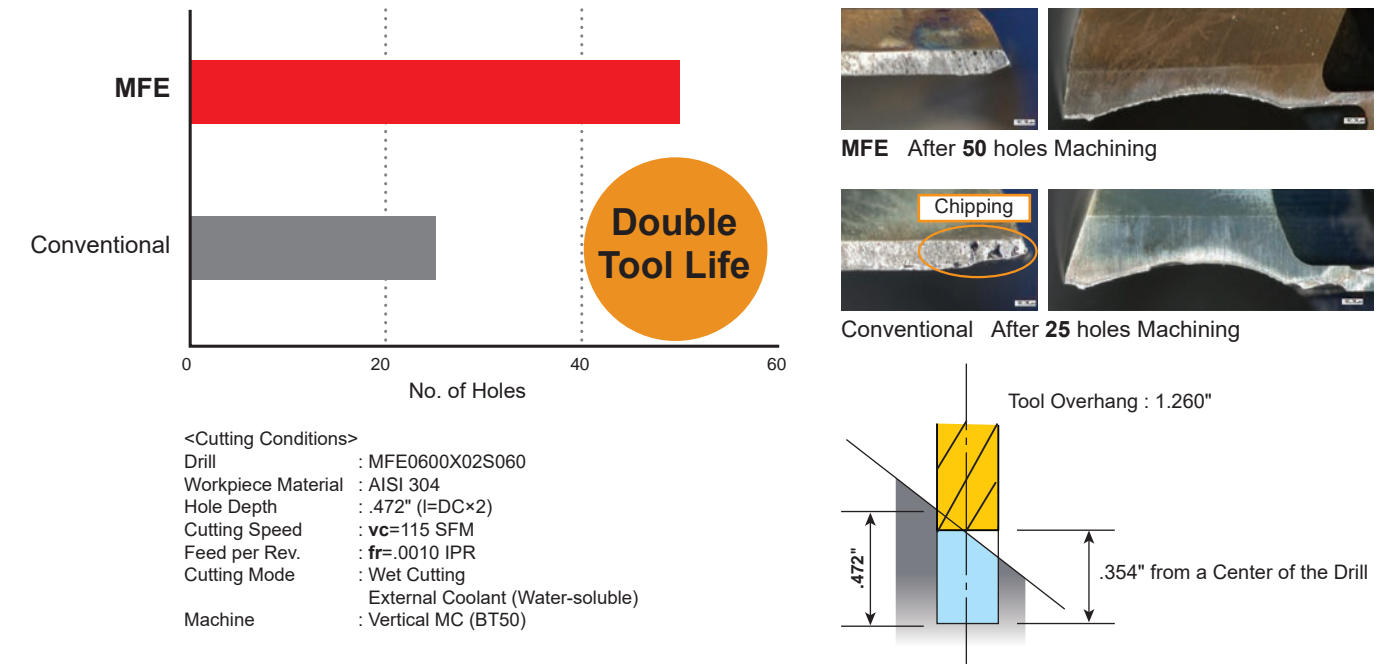 MFE
Conventional
Double
Tool Life
0
20
40
60
No. of Holes
<Cutting Conditions>
Drill : MFE0600X02S060
Workpiece Material : AISI 304
Hole Depth : .472" (l=DC×2)
Cutting Speed : vc=115 SFM
Feed per Rev. : fr=.0010 IPR
Cutting Mode : Wet Cutting
External Coolant (Water-soluble)
Machine : Vertical MC (BT50)
MFE After 50 holes Machining
Chipping
Conventional After 25 holes Machining
Tool Overhang : 1.260"
.472"
.354" from a Center of the Drill